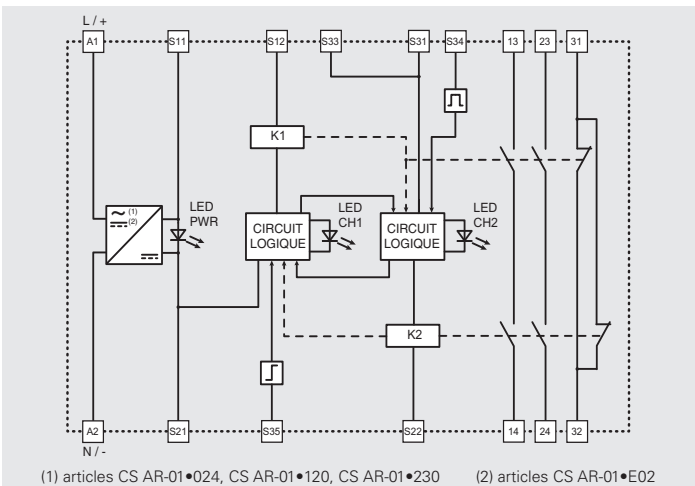 L / +
A1 S11 S12 S33 S31 S34 13 23 31
K1
~ (1)
(2)
LED
PWR
CIRCUIT
LOGIQUE
LED
CH1
CIRCUIT
LOGIQUE
LED
CH2
K2
A2 S21 S35 S22 14 24 32
N / -
(1) articles CS AR-01•024, CS AR-01•120, CS AR-01•230 (2) articles CS AR-01•E02